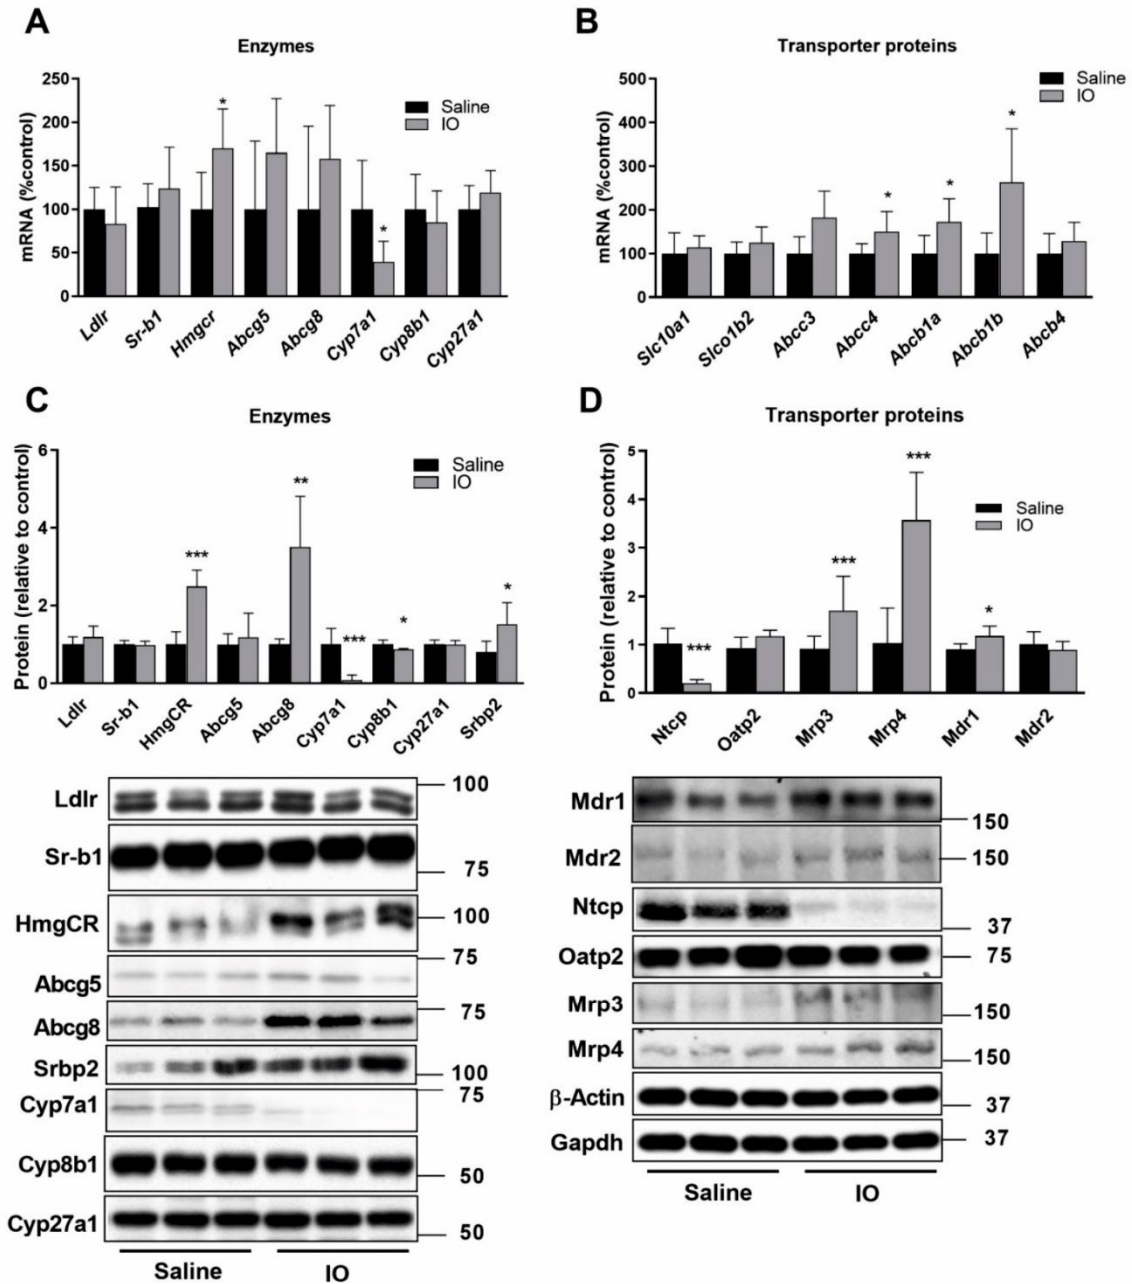 A
Enzymes
mRNA (%control)
250
200
150
100
50
0
Saline
IO
*
*
Ldlr
Sr-b1
Hmgcr
Abcg5
Abcg8
Cyp7a1
Cyp8b1
Cyp27a1
B
Transporter proteins
mRNA (%control)
500
400
300
200
100
0
Saline
IO
*
*
*
Slc10a1
Slco1b2
Abcc3
Abcc4
Abcb1a
Abcb1b
Abcb4
C
Enzymes
Protein (relative to control)
6
4
2
0
Saline
IO
***
**
***
*
*
Ldlr
Sr-b1
HmgCR
Abcg5
Abcg8
Cyp7a1
Cyp8b1
Cyp27a1
Srbp2
D
Transporter proteins
Protein (relative to control)
5
4
3
2
1
0
Saline
IO
***
***
***
*
Ntcp
Oatp2
Mrp3
Mrp4
Mdr1
Mdr2
Ldlr 100
Sr-b1 75
HmgCR 100
Abcg5 75
Abcg8 75
Srbp2 100
Cyp7a1 75
Cyp8b1 50
Cyp27a1 50
Saline IO
Mdr1 150
Mdr2 150
Ntcp 37
Oatp2 75
Mrp3 150
Mrp4 150
β-Actin 37
Gapdh 37
Saline IO